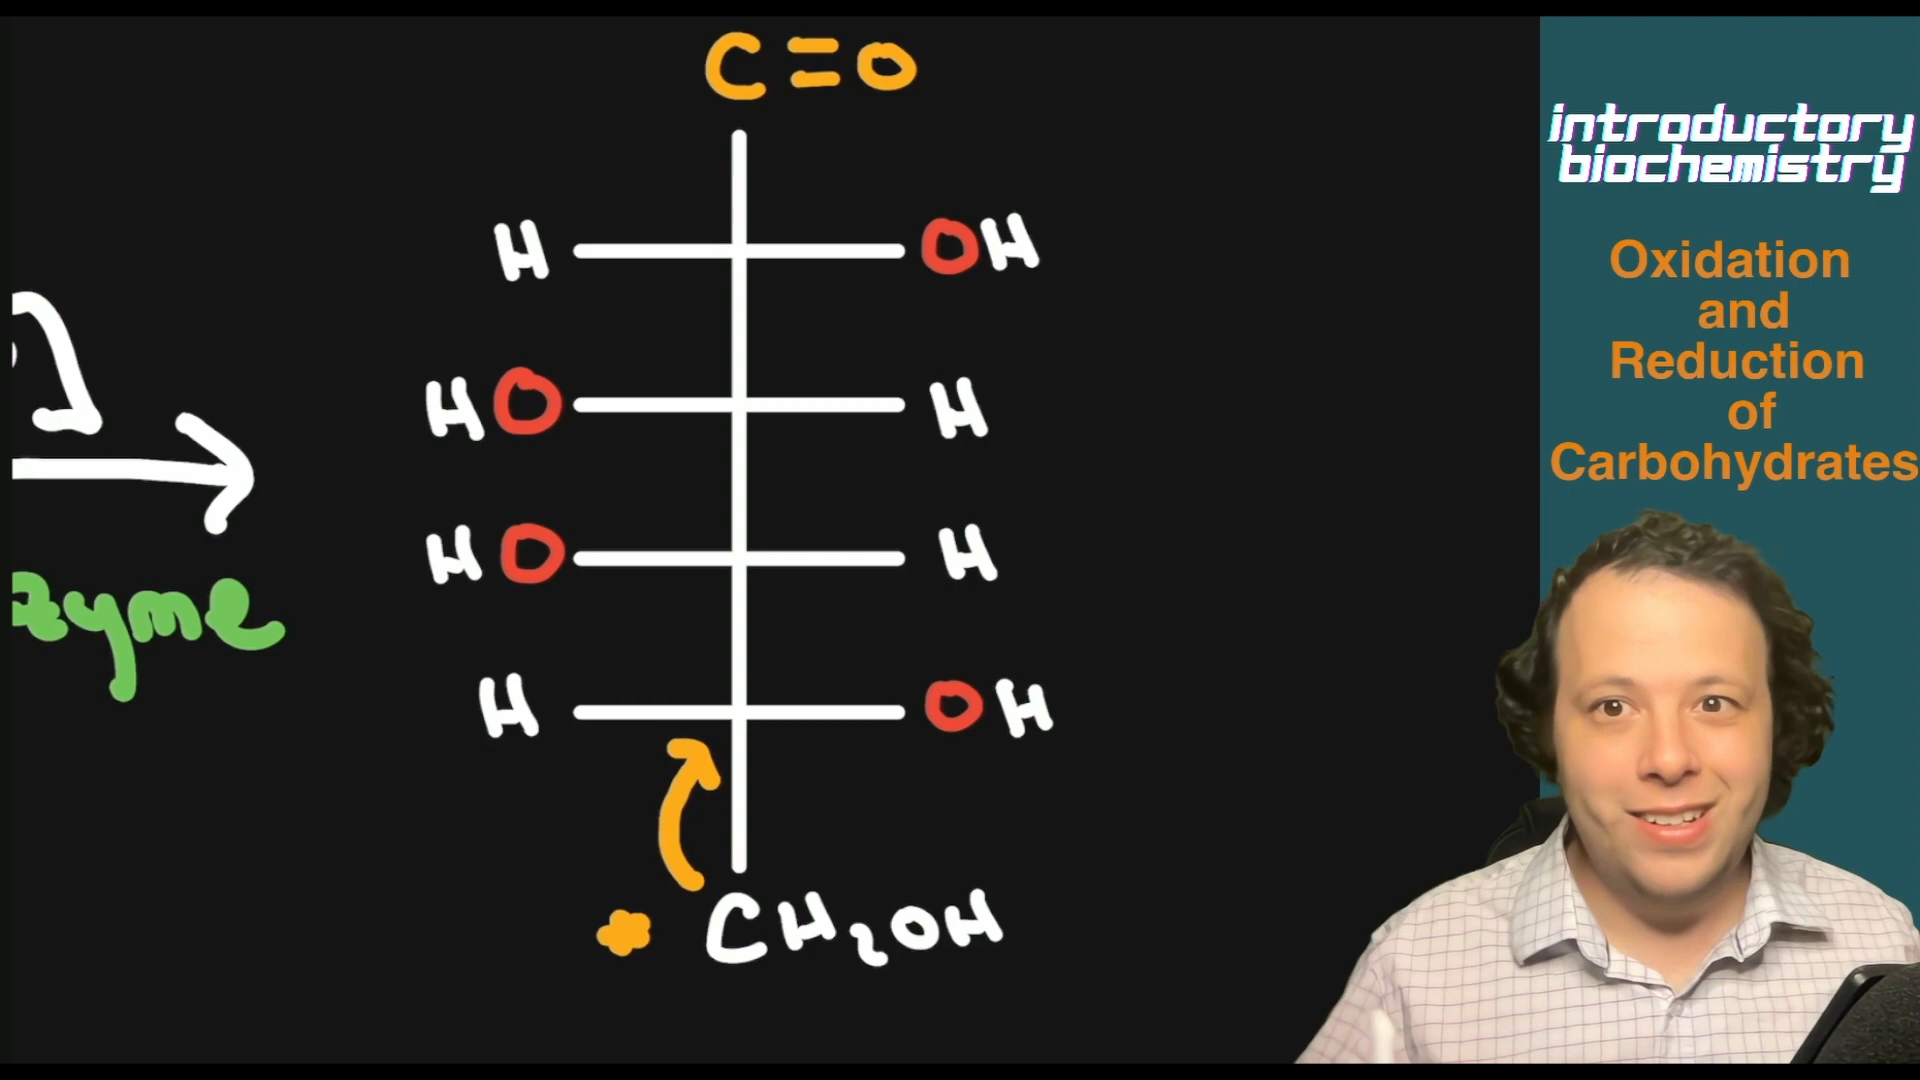 C=O
H OH
HO H
HO H
zyme
H OH
CH2OH
introductory
biochemistry
Oxidation
and
Reduction
of
Carbohydrates